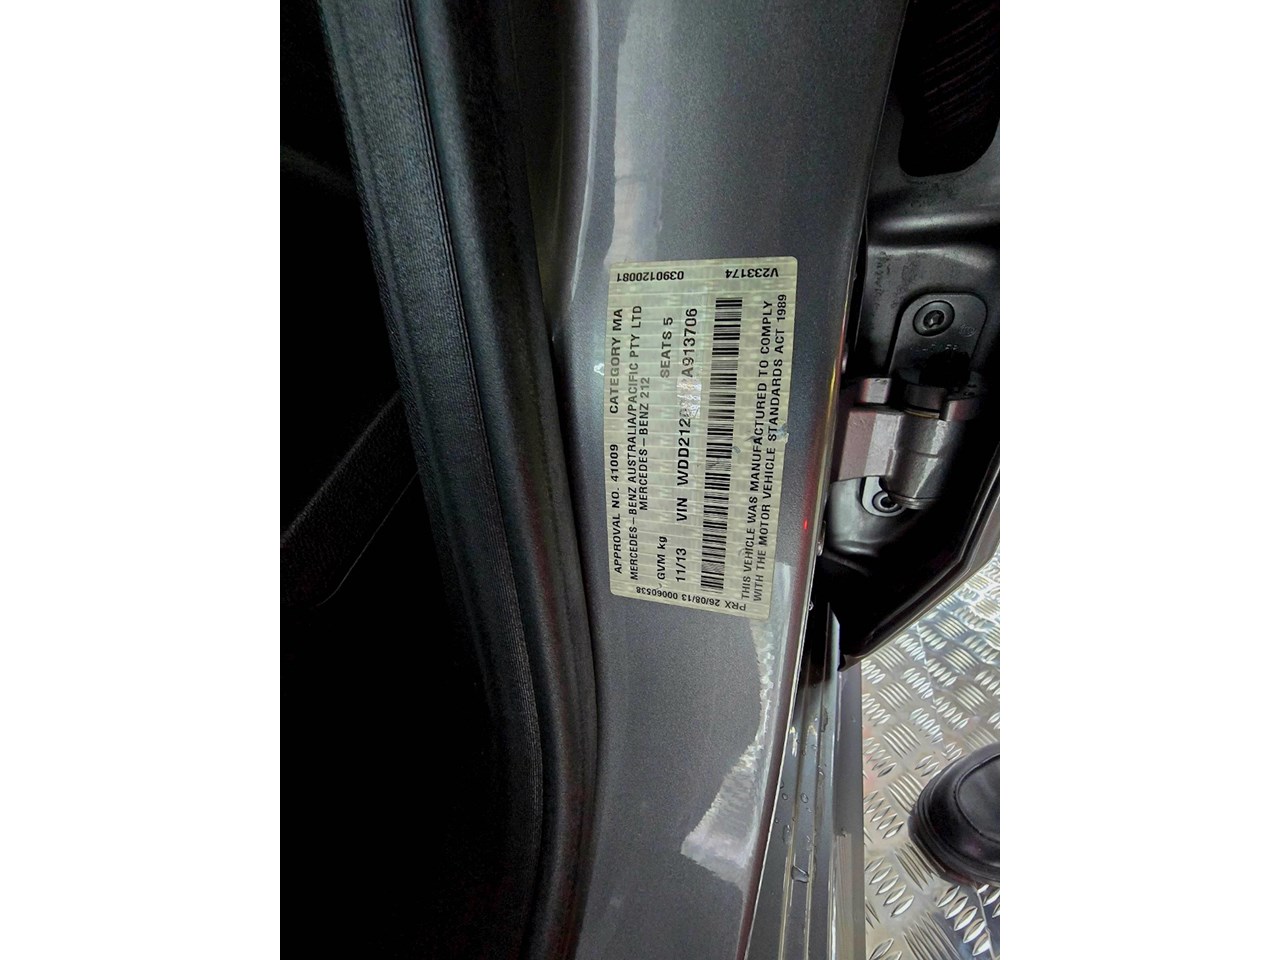 APPROVAL NO. 41009 CATEGORY MA
MERCEDES-BENZ AUSTRALIA/PACIFIC PTY LTD
MERCEDES-BENZ 212
GVM kg SEATS 5
11/13 VIN WDD212 A913706
THIS VEHICLE WAS MANUFACTURED TO COMPLY
WITH THE MOTOR VEHICLE STANDARDS ACT 1989
0390120081 V233174
PRX 26/08/13 00060538